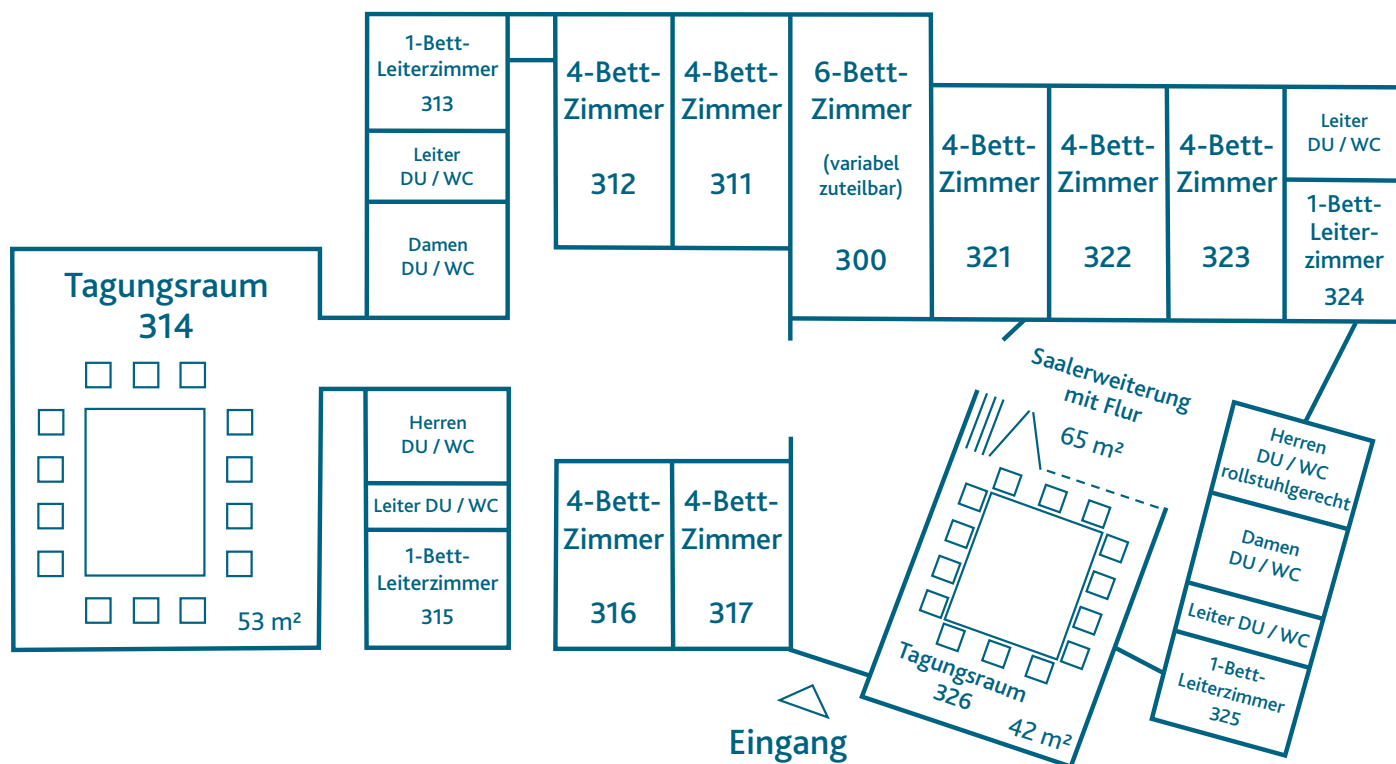 1-Bett-
Leiterzimmer
313
Leiter
DU / WC
Damen
DU / WC
4-Bett-
Zimmer
312
4-Bett-
Zimmer
311
6-Bett-
Zimmer
(variabel
zuteilbar)
300
4-Bett-
Zimmer
321
4-Bett-
Zimmer
322
4-Bett-
Zimmer
323
Leiter
DU / WC
1-Bett-
Leiter-
zimmer
324
Tagungsraum
314
53 m²
Herren
DU / WC
Leiter DU / WC
1-Bett-
Leiterzimmer
315
4-Bett-
Zimmer
316
4-Bett-
Zimmer
317
Saalerweiterung
mit Flur
65 m²
Tagungsraum
326
42 m²
Herren
DU / WC
rollstuhlgerecht
Damen
DU / WC
Leiter DU / WC
1-Bett-
Leiterzimmer
325
Eingang